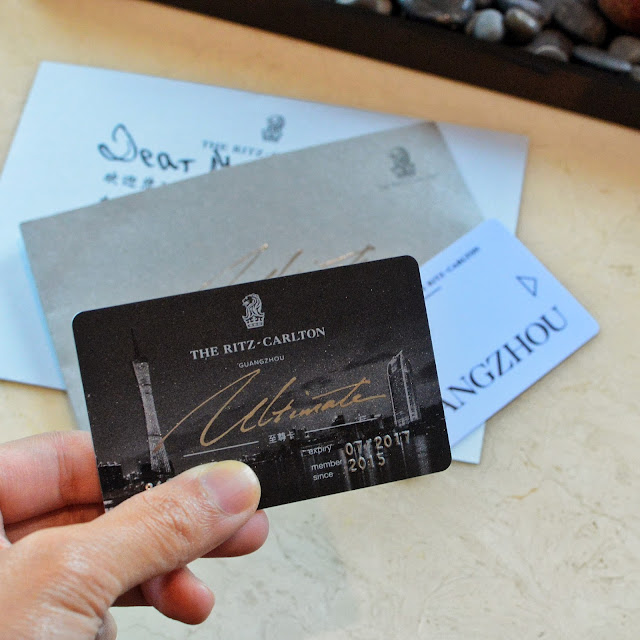 THE RITZ
Dear
THE RITZ-CARLTON
THE RITZ-CARLTON
GUANGZHOU
Ultimate
至尊卡
expiry 07/2017
member since 2015
ANGZHOU